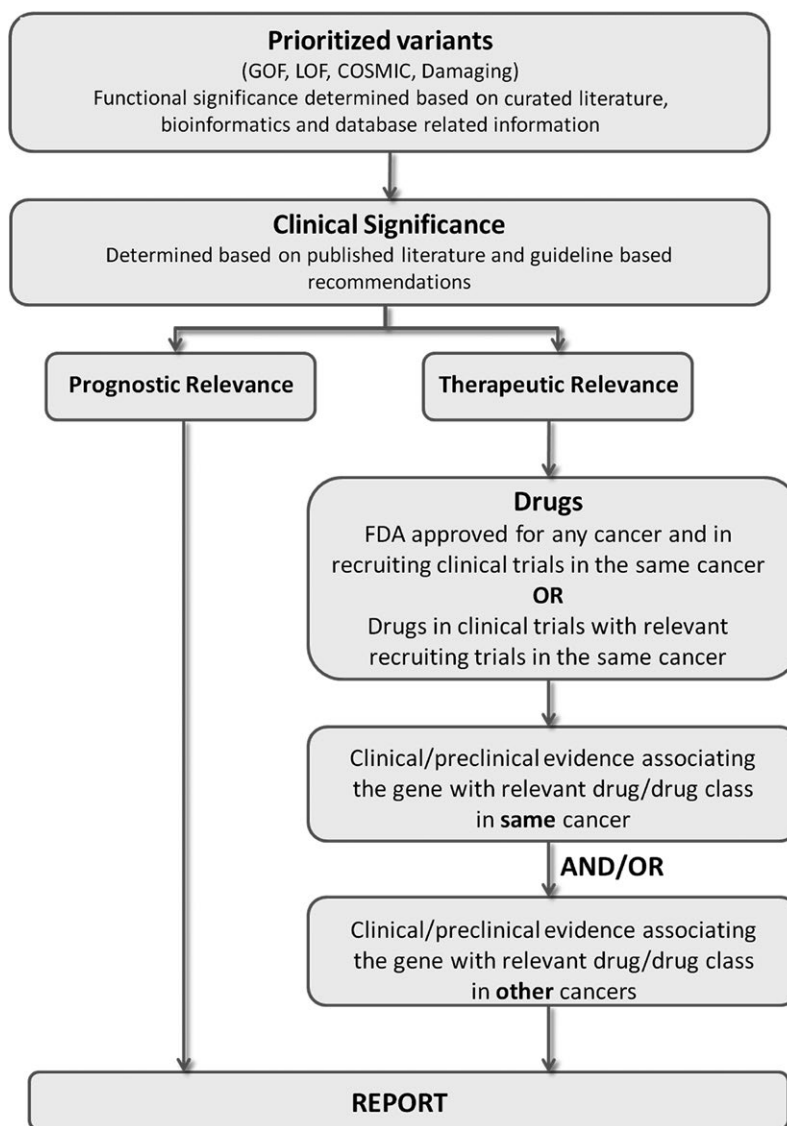 Prioritized variants
(GOF, LOF, COSMIC, Damaging)
Functional significance determined based on curated literature,
bioinformatics and database related information
Clinical Significance
Determined based on published literature and guideline based
recommendations
Prognostic Relevance
Therapeutic Relevance
Drugs
FDA approved for any cancer and in
recruiting clinical trials in the same cancer
OR
Drugs in clinical trials with relevant
recruiting trials in the same cancer
Clinical/preclinical evidence associating
the gene with relevant drug/drug class
in same cancer
AND/OR
Clinical/preclinical evidence associating
the gene with relevant drug/drug class
in other cancers
REPORT